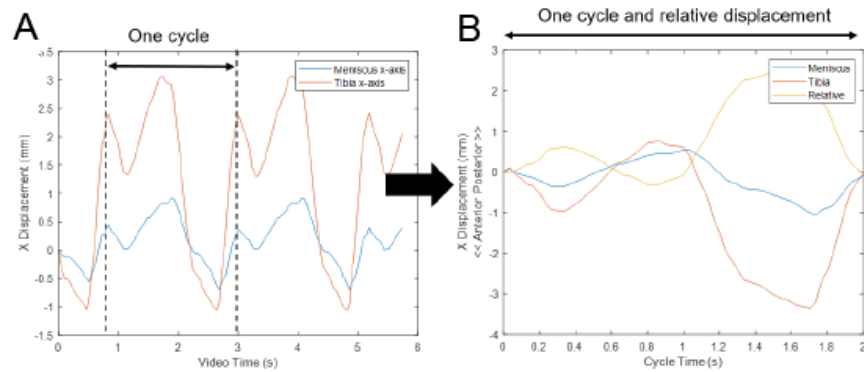 A
One cycle
3.5
3
2.5
2
1.5
1
0.5
0
-0.5
-1
-1.5
X Displacement (mm)
0 1 2 3 4 5 6
Video Time (s)
Meniscus x-axis
Tibia x-axis
B
One cycle and relative displacement
3
2
1
0
-1
-2
-3
-4
X Displacement (mm)
<< Anterior Posterior >>
0 0.2 0.4 0.6 0.8 1.0 1.2 1.4 1.6 1.8 2
Cycle Time (s)
Meniscus
Tibia
Relative